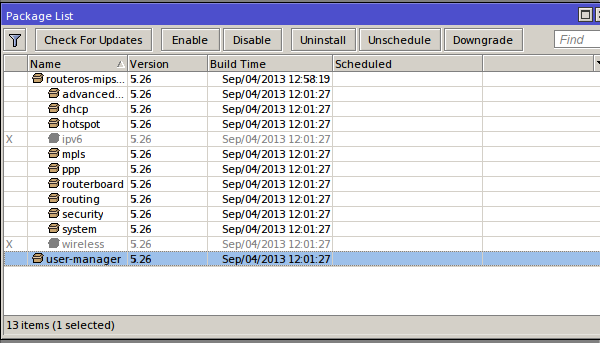 Package List
Check For Updates Enable Disable Uninstall Unschedule Downgrade Find
Name Version Build Time Scheduled
routeros-mips... 5.26 Sep/04/2013 12:58:19
advanced... 5.26 Sep/04/2013 12:01:27
dhcp 5.26 Sep/04/2013 12:01:27
hotspot 5.26 Sep/04/2013 12:01:27
X ipv6 5.26 Sep/04/2013 12:01:27
mpls 5.26 Sep/04/2013 12:01:27
ppp 5.26 Sep/04/2013 12:01:27
routerboard 5.26 Sep/04/2013 12:01:27
routing 5.26 Sep/04/2013 12:01:27
security 5.26 Sep/04/2013 12:01:27
system 5.26 Sep/04/2013 12:01:27
X wireless 5.26 Sep/04/2013 12:01:27
user-manager 5.26 Sep/04/2013 12:01:27
13 items (1 selected)